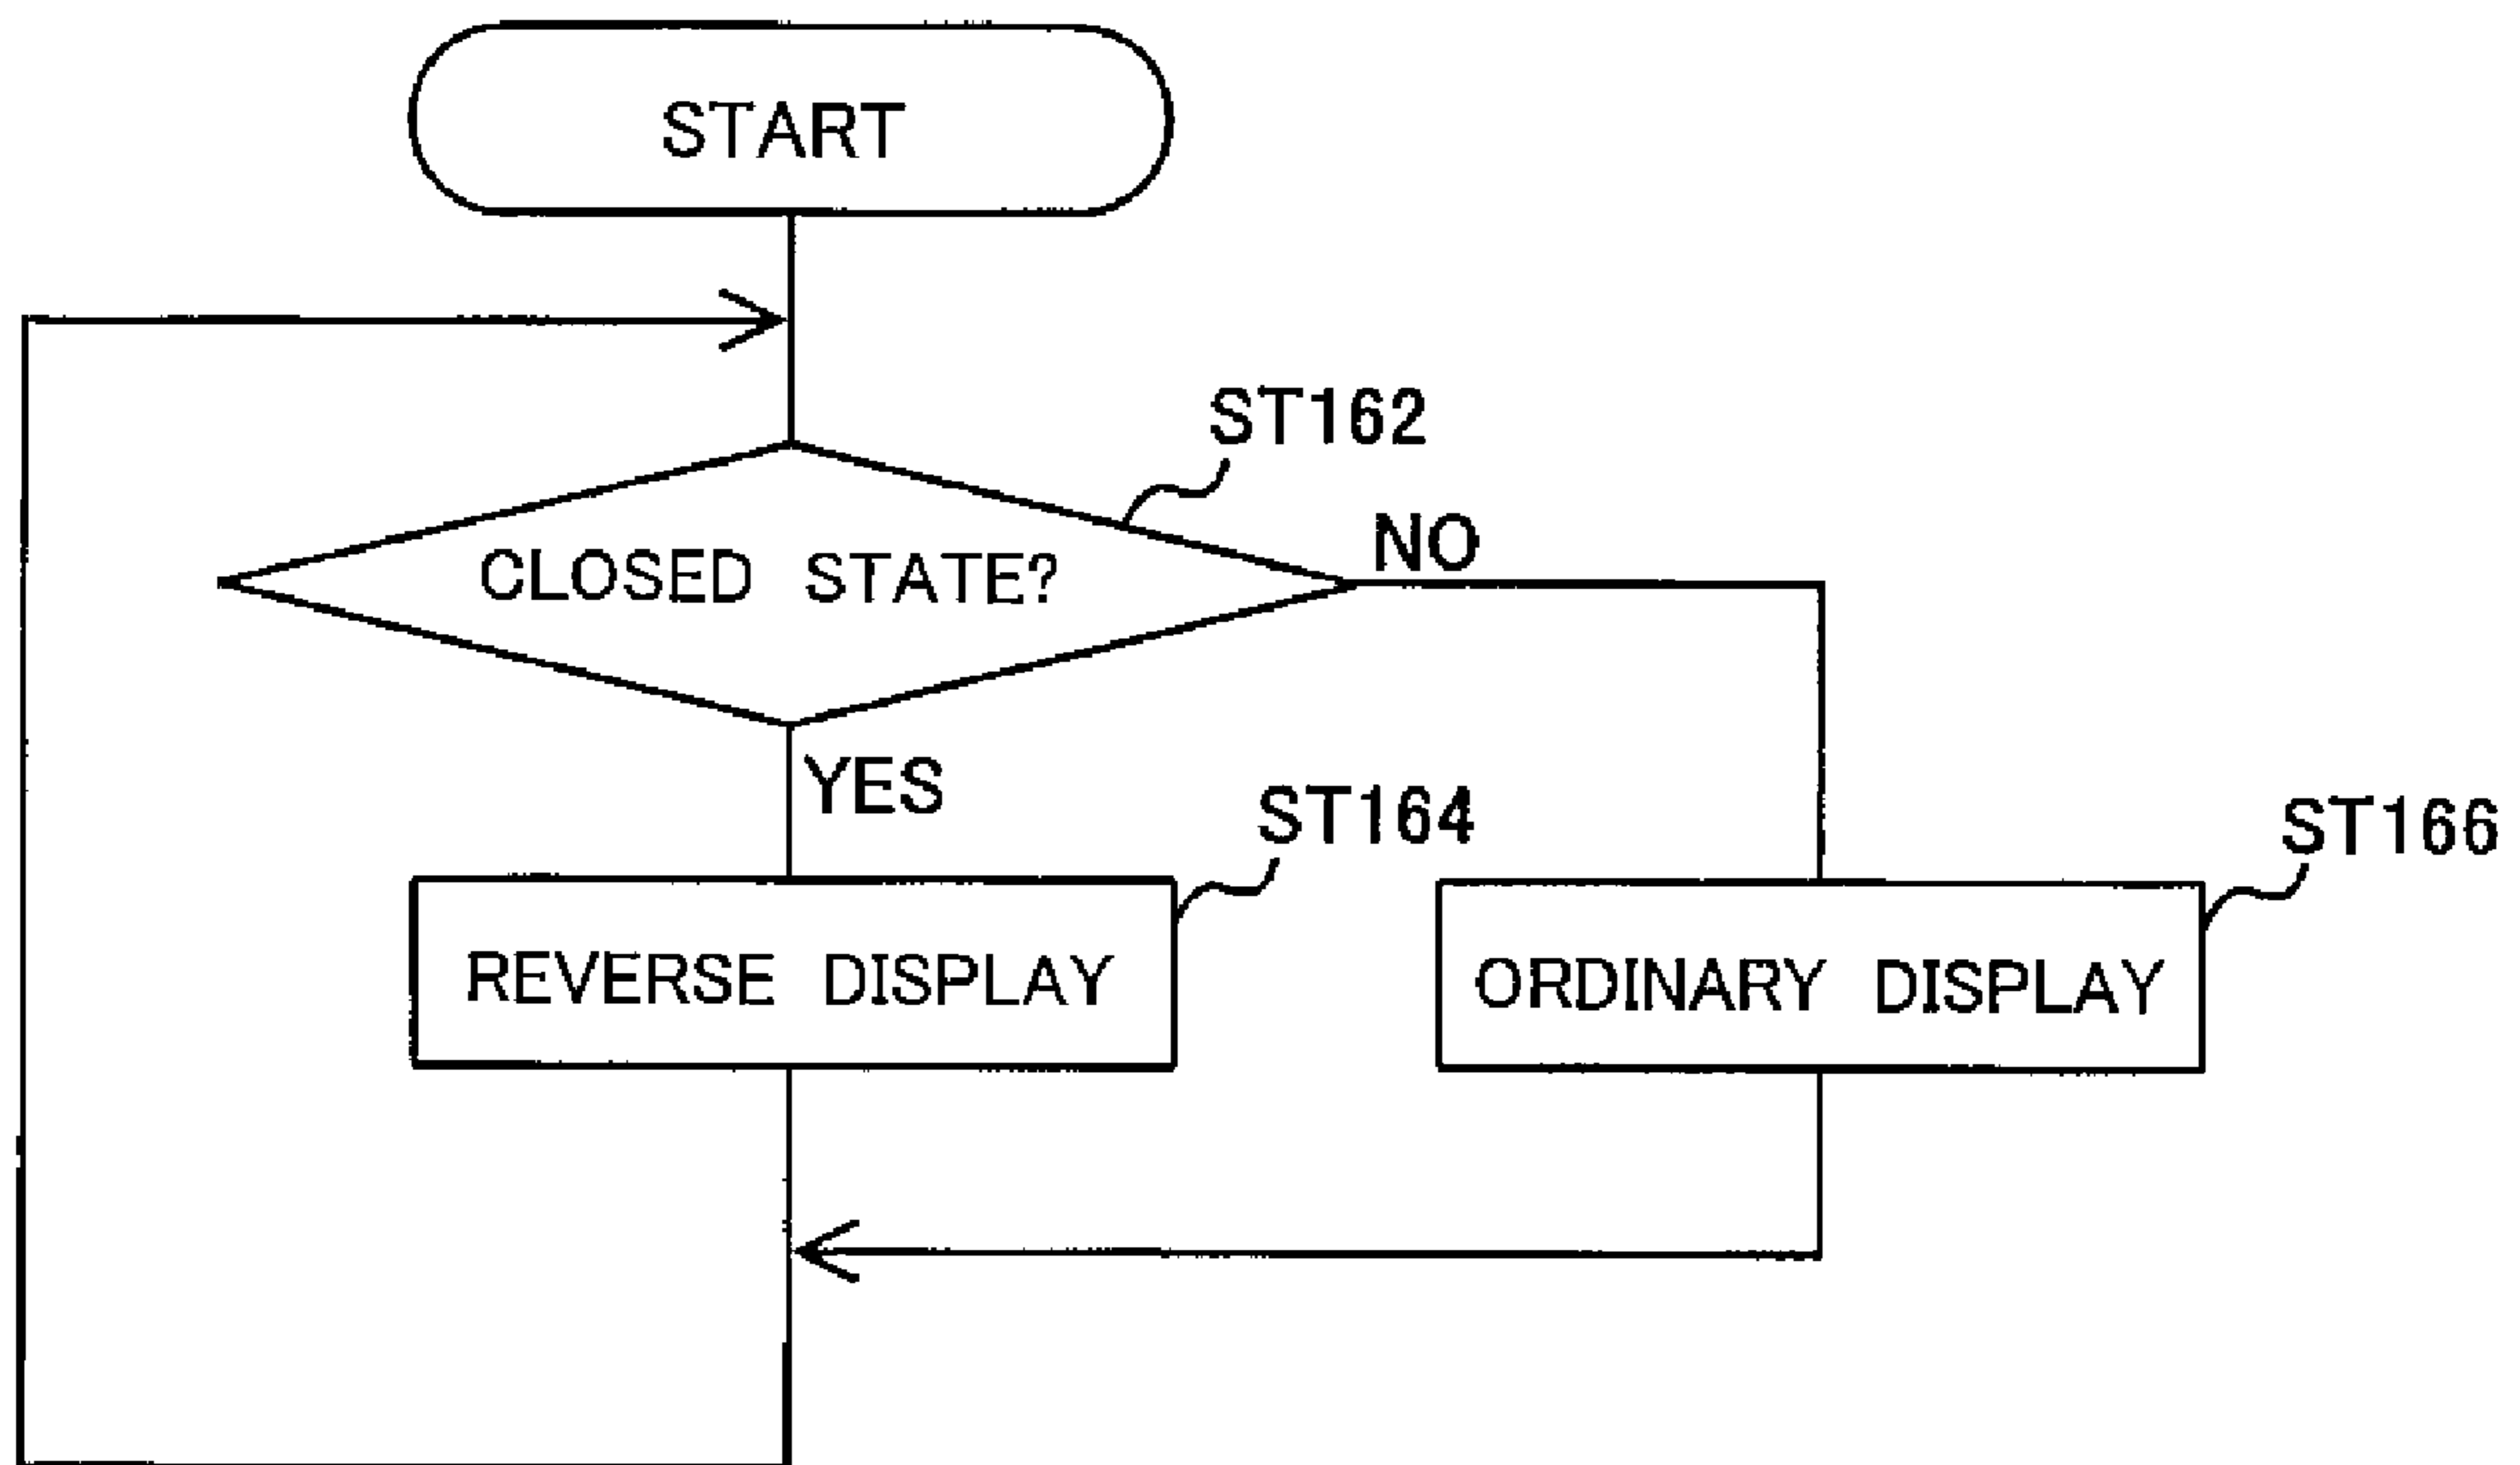 START
ST162
CLOSED STATE?
NO
YES
ST164
ST166
REVERSE DISPLAY
ORDINARY DISPLAY